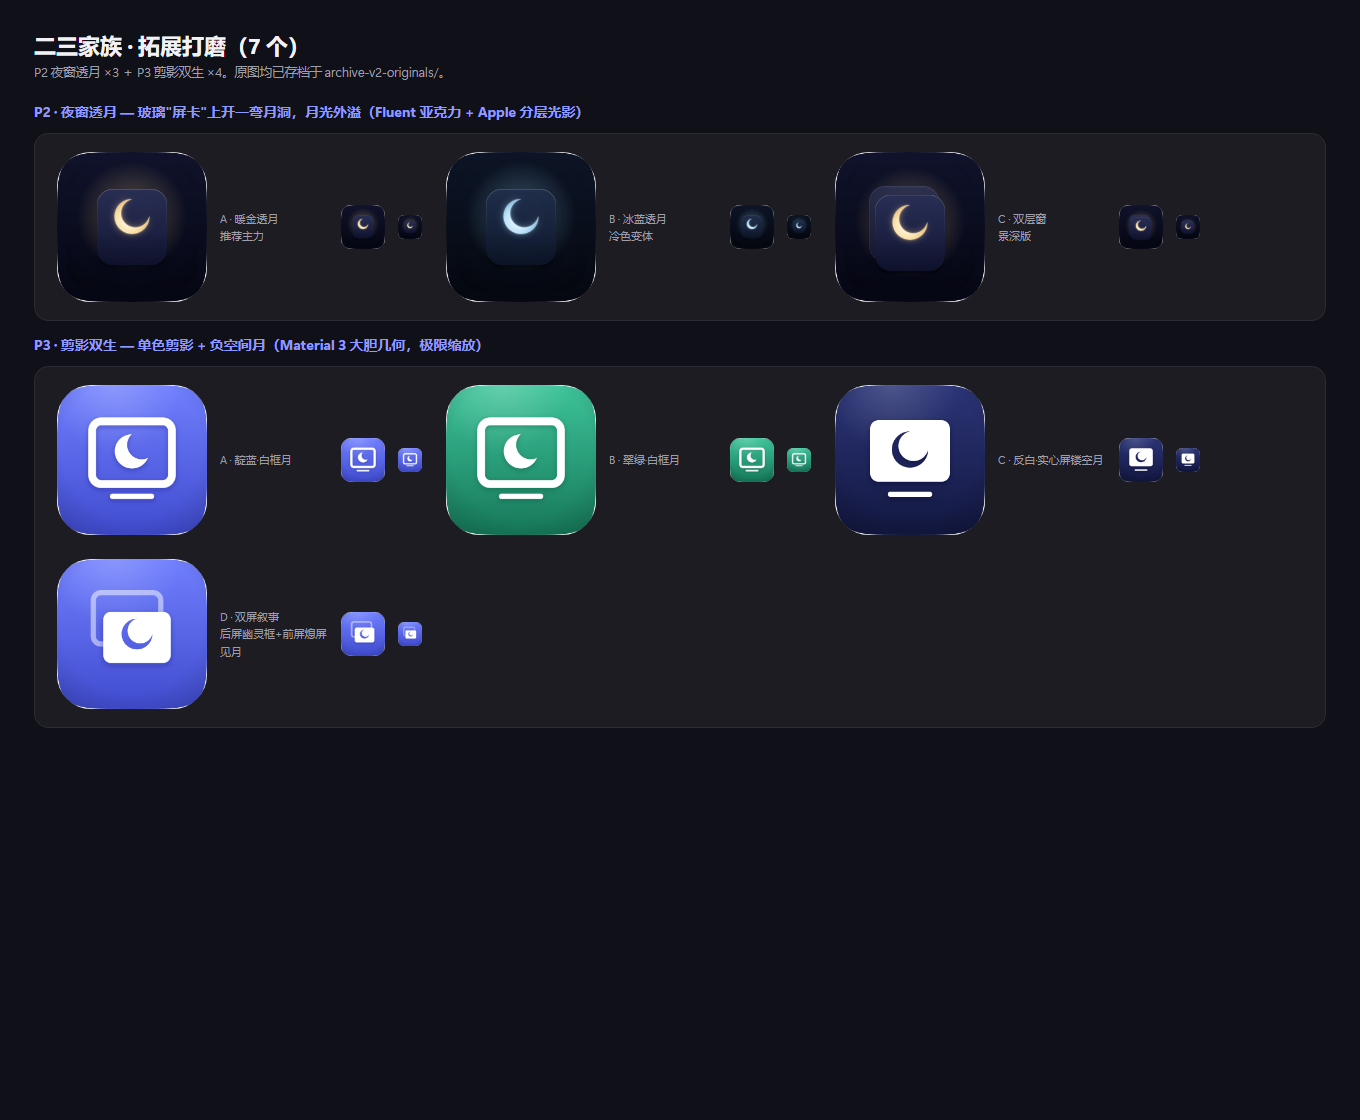 二三家族 · 拓展打磨（7 个）
P2 夜窗透月 ×3 + P3 剪影双生 ×4。原图均已存档于 archive-v2-originals/。
P2 · 夜窗透月 — 玻璃"屏卡"上开一弯月洞，月光外溢（Fluent 亚克力 + Apple 分层光影）
A · 暖金透月
推荐主力
B · 冰蓝透月
冷色变体
C · 双层窗
景深版
P3 · 剪影双生 — 单色剪影 + 负空间月（Material 3 大胆几何，极限缩放）
A · 靛蓝·白框月
B · 翠绿·白框月
C · 反白·实心屏镂空月
D · 双屏叙事
后屏幽灵框+前屏熄屏
见月